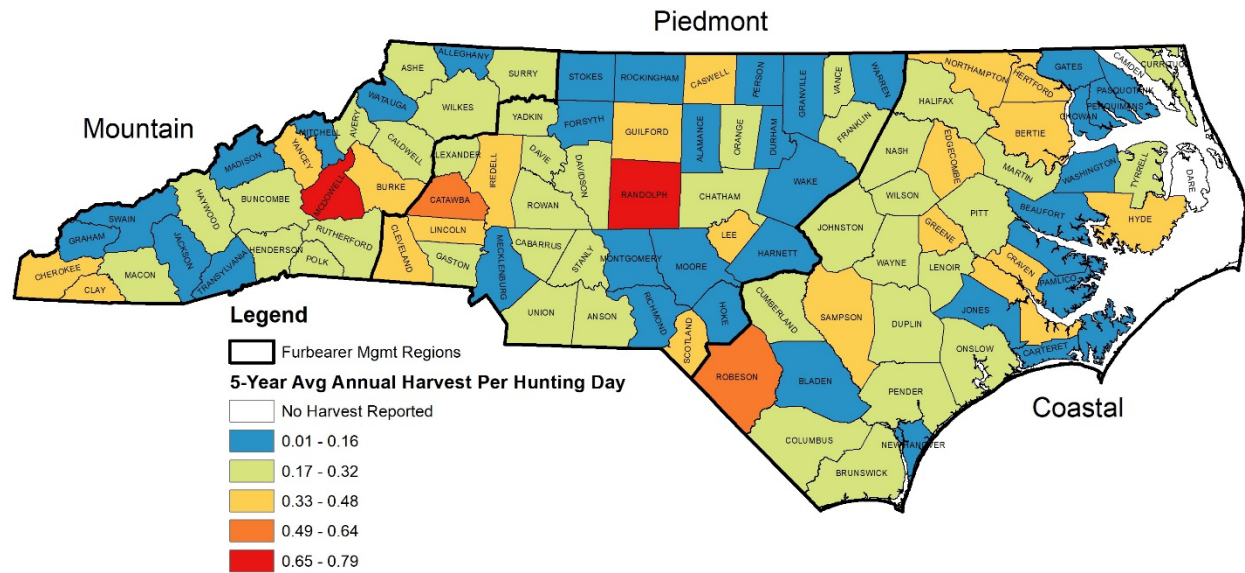 Piedmont
Mountain
Coastal
ALLEGHANY
ASHE
SURRY
STOKES
ROCKINGHAM
CASWELL
PERSON
GRANVILLE
VANCE
WARREN
NORTHAMPTON
HERTFORD
GATES
CAMDEN
CURRITUCK
PASQUOTANK
PERQUIMANS
CHOWAN
WATAUGA
WILKES
YADKIN
FORSYTH
GUILFORD
ALAMANCE
ORANGE
DURHAM
FRANKLIN
HALIFAX
BERTIE
MITCHELL
AVERY
CALDWELL
ALEXANDER
IREDELL
DAVIE
DAVIDSON
RANDOLPH
CHATHAM
WAKE
NASH
EDGECOMBE
MARTIN
WASHINGTON
TYRRELL
DARE
MADISON
YANCEY
MCDOWELL
BURKE
CATAWBA
ROWAN
WILSON
PITT
BEAUFORT
HYDE
HAYWOOD
BUNCOMBE
RUTHERFORD
LINCOLN
CABARRUS
STANLY
MONTGOMERY
MOORE
LEE
HARNETT
JOHNSTON
GREENE
SWAIN
GRAHAM
JACKSON
TRANSYLVANIA
HENDERSON
POLK
CLEVELAND
GASTON
MECKLENBURG
WAYNE
LENOIR
CRAVEN
PAMLICO
CHEROKEE
CLAY
MACON
UNION
ANSON
RICHMOND
HOKE
SCOTLAND
CUMBERLAND
SAMPSON
DUPLIN
JONES
CARTERET
ONSLOW
ROBESON
BLADEN
PENDER
COLUMBUS
NEW HANOVER
BRUNSWICK
Legend
Furbearer Mgmt Regions
5-Year Avg Annual Harvest Per Hunting Day
No Harvest Reported
0.01 - 0.16
0.17 - 0.32
0.33 - 0.48
0.49 - 0.64
0.65 - 0.79